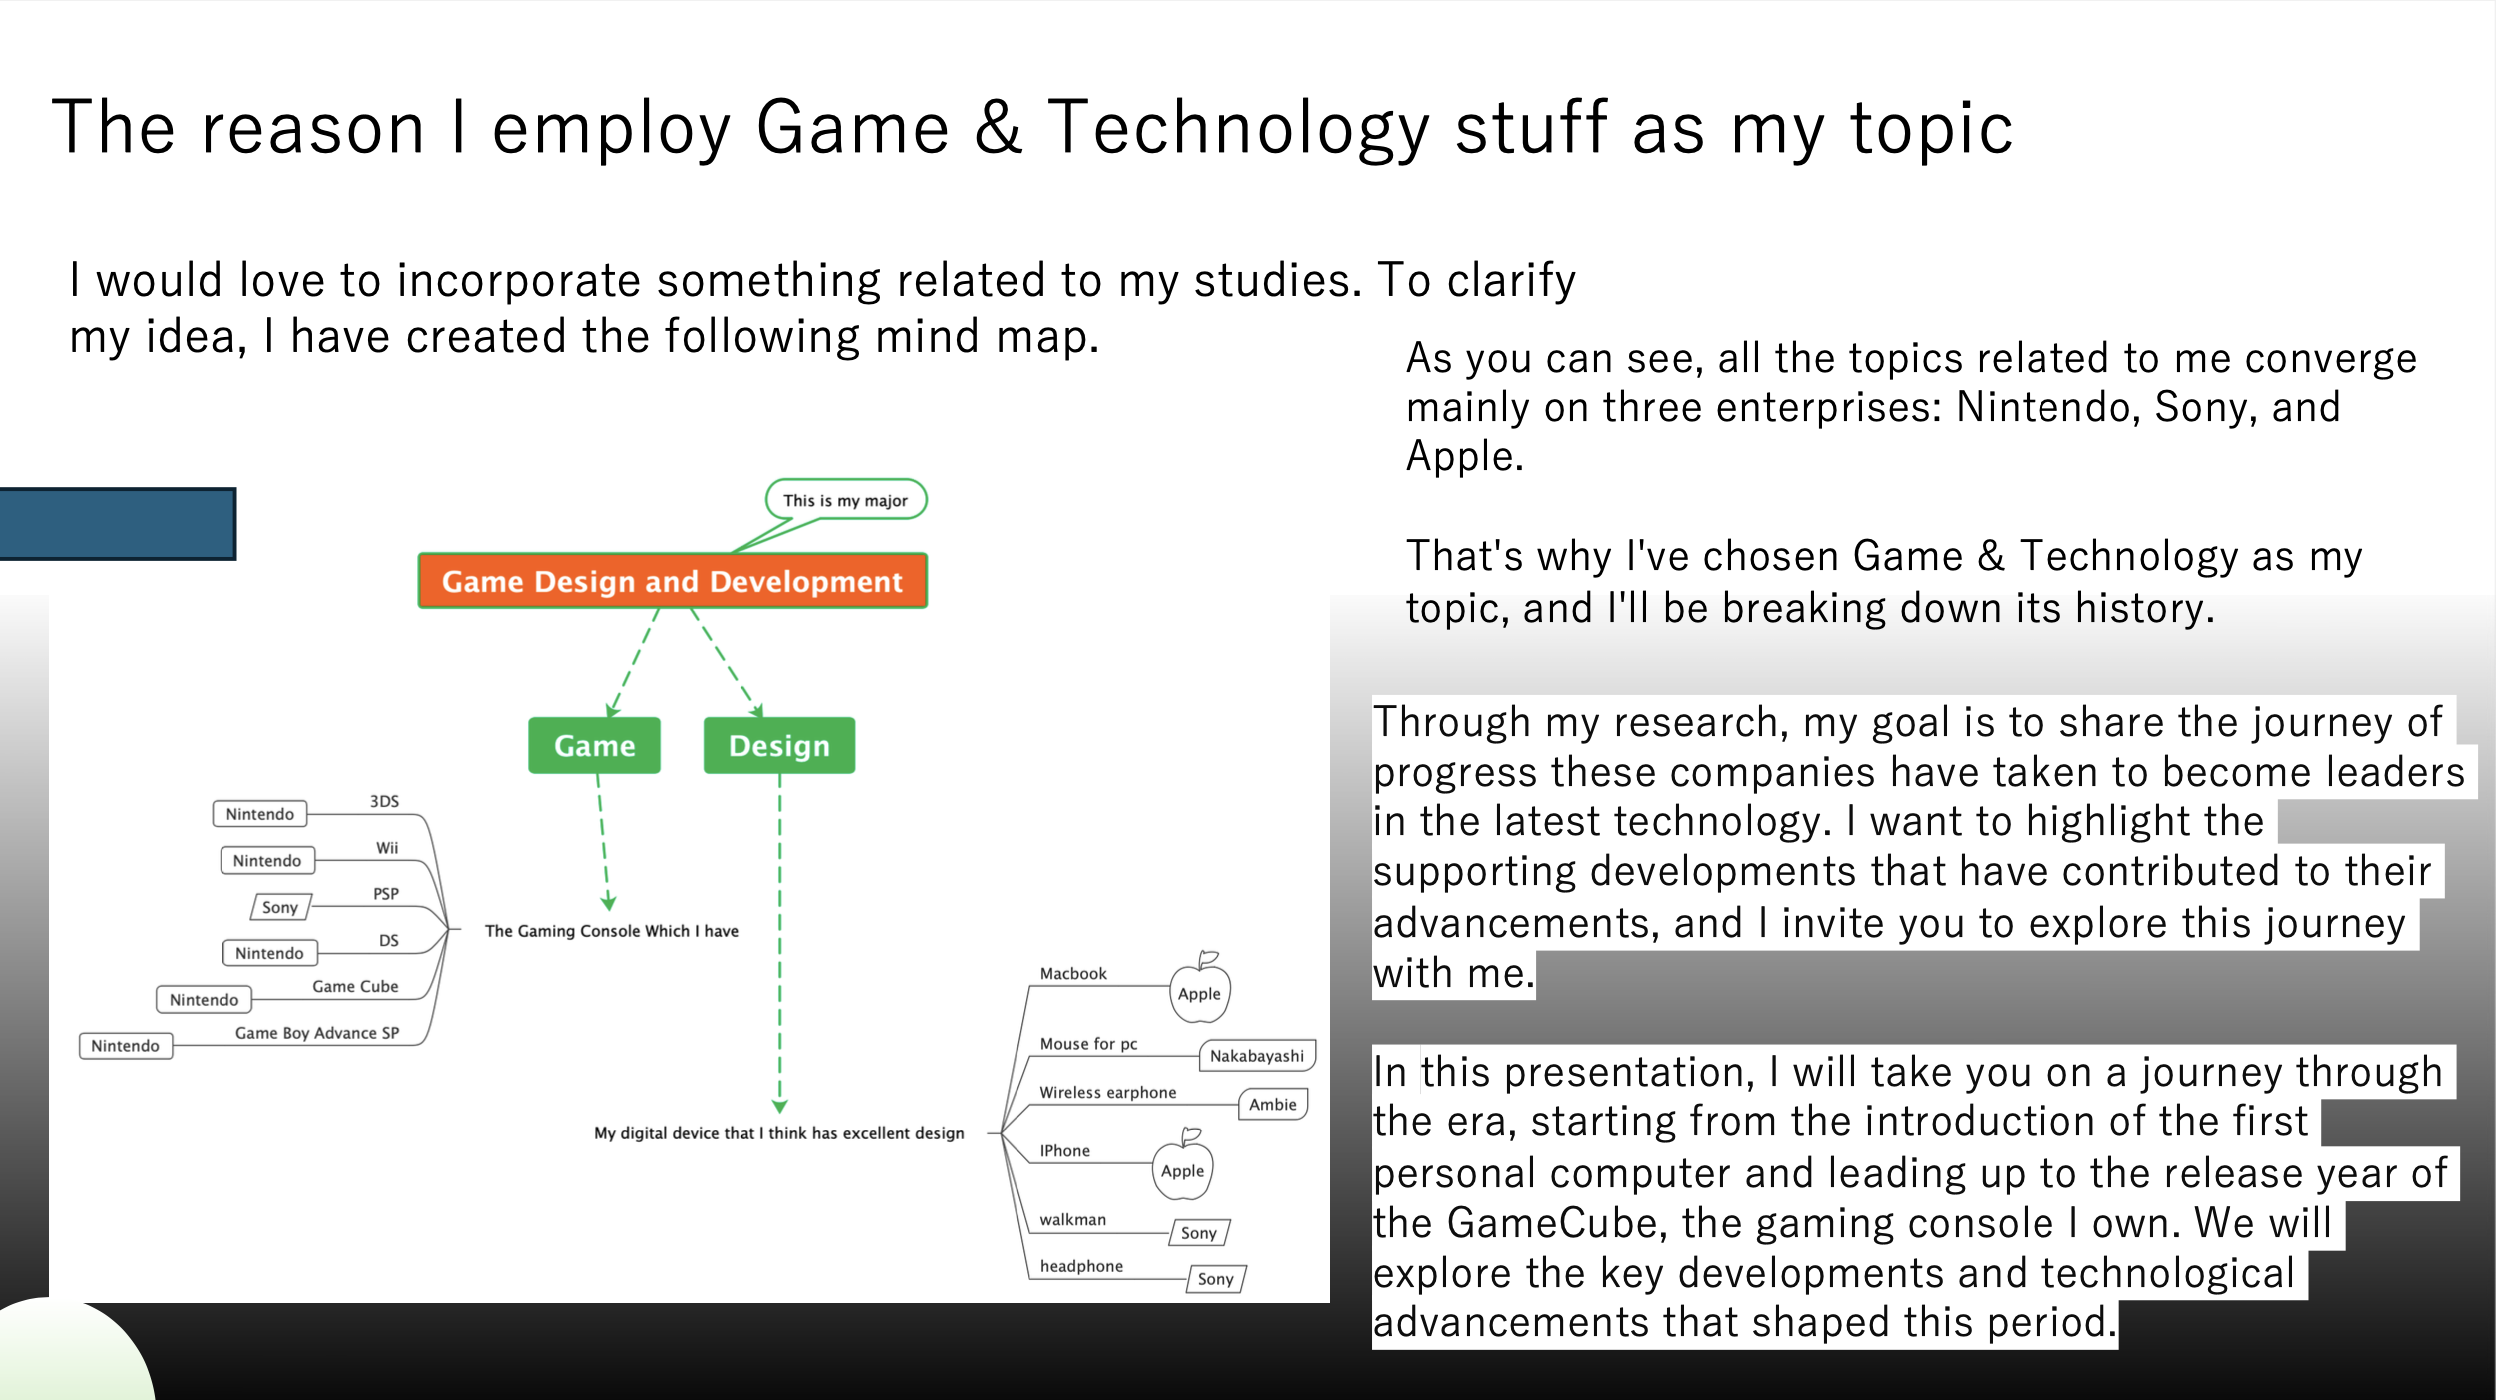 The reason I employ Game & Technology stuff as my topic
I would love to incorporate something related to my studies. To clarify
my idea, I have created the following mind map.
As you can see, all the topics related to me converge
mainly on three enterprises: Nintendo, Sony, and
Apple.
That's why I've chosen Game & Technology as my
topic, and I'll be breaking down its history.
Through my research, my goal is to share the journey of
progress these companies have taken to become leaders
in the latest technology. I want to highlight the
supporting developments that have contributed to their
advancements, and I invite you to explore this journey
with me.
In this presentation, I will take you on a journey through
the era, starting from the introduction of the first
personal computer and leading up to the release year of
the GameCube, the gaming console I own. We will
explore the key developments and technological
advancements that shaped this period.
This is my major
Game Design and Development
Game
Design
3DS
Nintendo
Wii
Nintendo
PSP
Sony
DS
Nintendo
Game Cube
Nintendo
Game Boy Advance SP
Nintendo
The Gaming Console Which I have
My digital device that I think has excellent design
Macbook
Apple
Mouse for pc
Nakabayashi
Wireless earphone
Ambie
IPhone
Apple
walkman
Sony
headphone
Sony